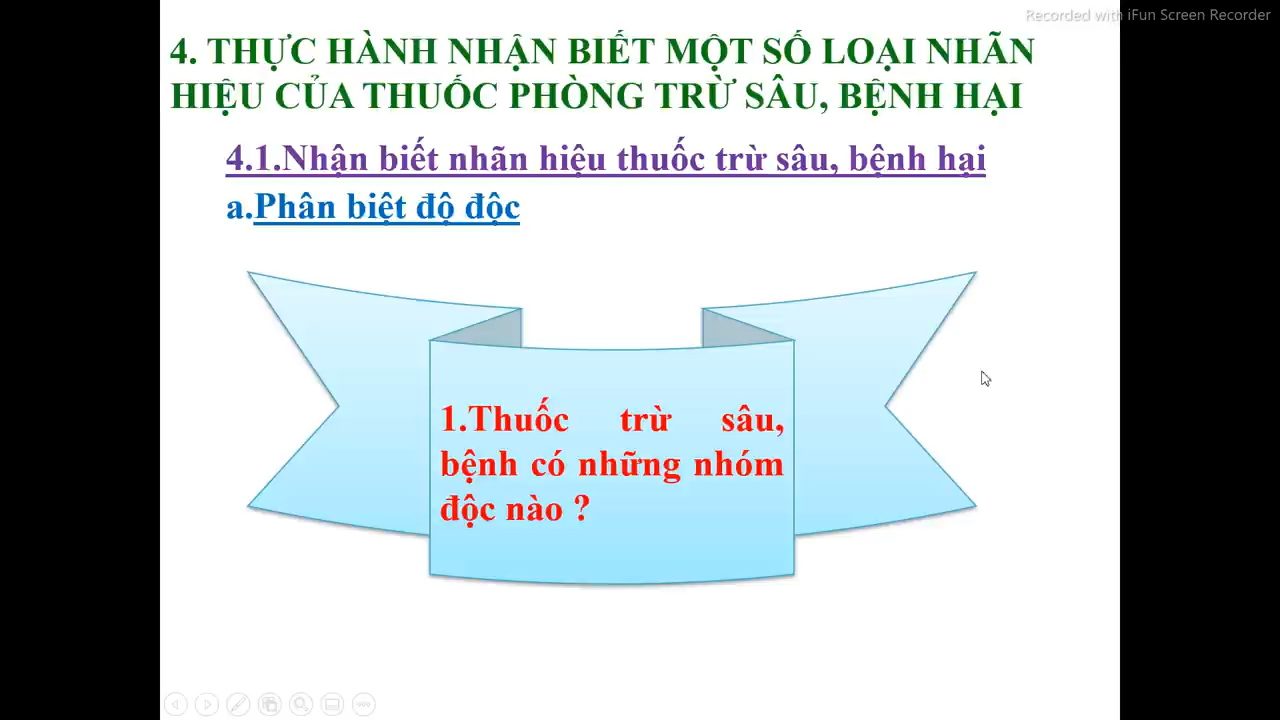 Recorded with iFun Screen Recorder
4. THỰC HÀNH NHẬN BIẾT MỘT SỐ LOẠI NHÃN
HIỆU CỦA THUỐC PHÒNG TRỪ SÂU, BỆNH HẠI
4.1.Nhận biết nhãn hiệu thuốc trừ sâu, bệnh hại
a.Phân biệt độ độc
1.Thuốc trừ sâu,
bệnh có những nhóm
độc nào ?